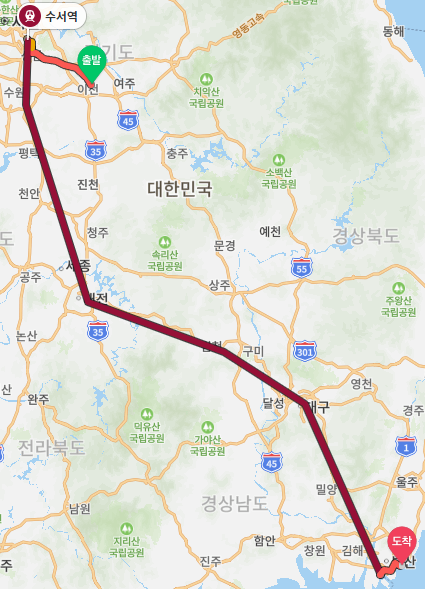 수서역
동해
영동고속
기도
출발
수원
이천
여주
치악산
국립공원
45
평택
35
충주
소백산
국립공원
천안
진천
대한민국
청주
속리산
국립공원
문경
예천
경상북도
세종
55
공주
상주
주왕산
국립공원
대전
35
논산
김천
구미
301
영천
완주
달성
대구
경주
덕유산
국립공원
가야산
국립공원
1
전라북도
45
밀양
울주
남원
경상남도
지리산
국립공원
함안
창원
김해
도착
산
진주